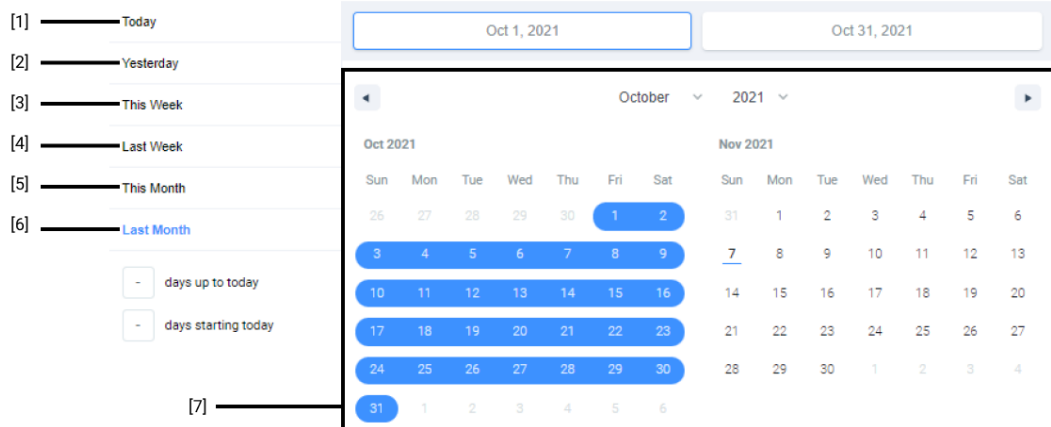 [1] Today
[2] Yesterday
[3] This Week
[4] Last Week
[5] This Month
[6] Last Month
- days up to today
- days starting today
[7]
Oct 1, 2021 Oct 31, 2021
October 2021
Oct 2021
Sun Mon Tue Wed Thu Fri Sat
26 27 28 29 30 1 2
3 4 5 6 7 8 9
10 11 12 13 14 15 16
17 18 19 20 21 22 23
24 25 26 27 28 29 30
31 1 2 3 4 5 6
Nov 2021
Sun Mon Tue Wed Thu Fri Sat
31 1 2 3 4 5 6
7 8 9 10 11 12 13
14 15 16 17 18 19 20
21 22 23 24 25 26 27
28 29 30 1 2 3 4